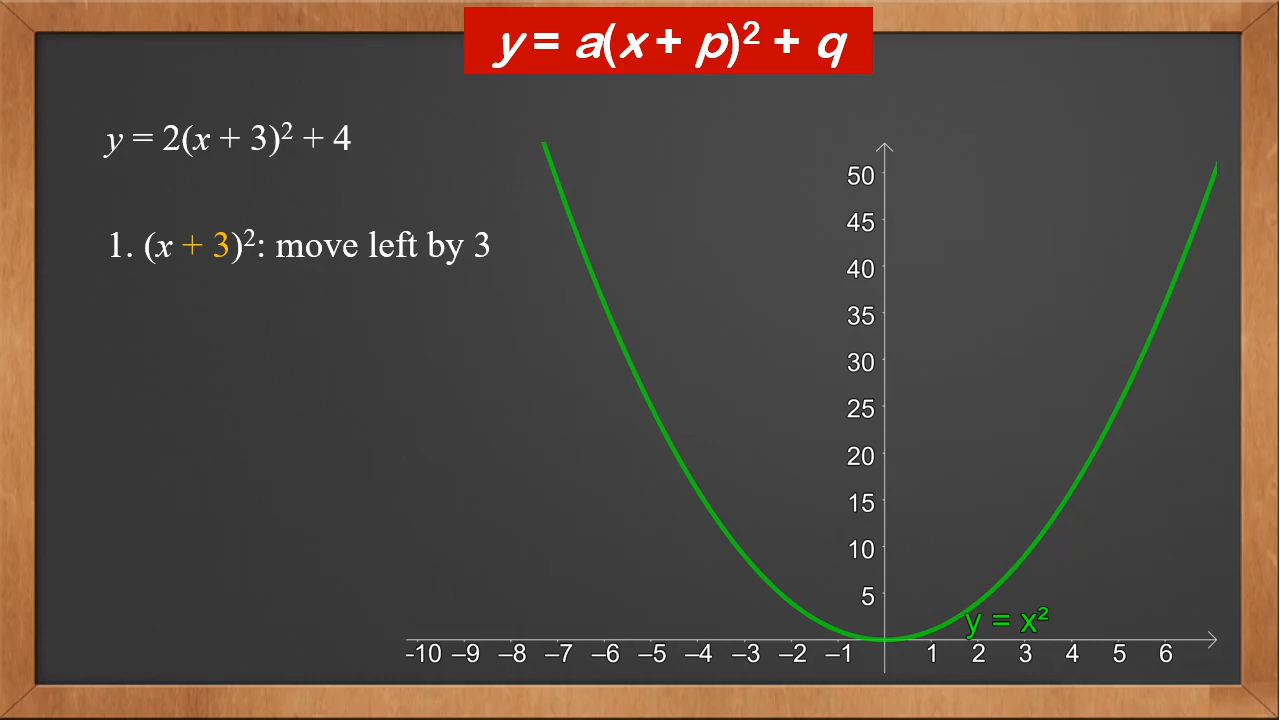 y = a(x + p)² + q
y = 2(x + 3)² + 4
1. (x + 3)²: move left by 3
50
45
40
35
30
25
20
15
10
5
y = x²
-10 –9 –8 –7 –6 –5 –4 –3 –2 –1 1 2 3 4 5 6